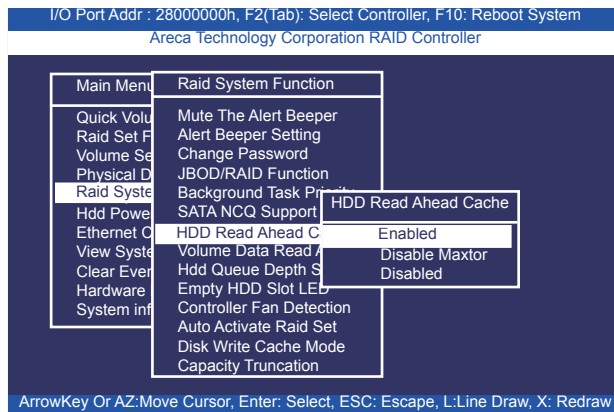 I/O Port Addr : 28000000h, F2(Tab): Select Controller, F10: Reboot System
Areca Technology Corporation RAID Controller
Main Menu
Quick Volu
Raid Set F
Volume Se
Physical D
Raid Syste
Hdd Powe
Ethernet C
View Syste
Clear Even
Hardware
System inf
Raid System Function
Mute The Alert Beeper
Alert Beeper Setting
Change Password
JBOD/RAID Function
Background Task Priority
SATA NCQ Support
HDD Read Ahead C
Volume Data Read A
Hdd Queue Depth S
Empty HDD Slot LED
Controller Fan Detection
Auto Activate Raid Set
Disk Write Cache Mode
Capacity Truncation
HDD Read Ahead Cache
Enabled
Disable Maxtor
Disabled
ArrowKey Or AZ:Move Cursor, Enter: Select, ESC: Escape, L:Line Draw, X: Redraw